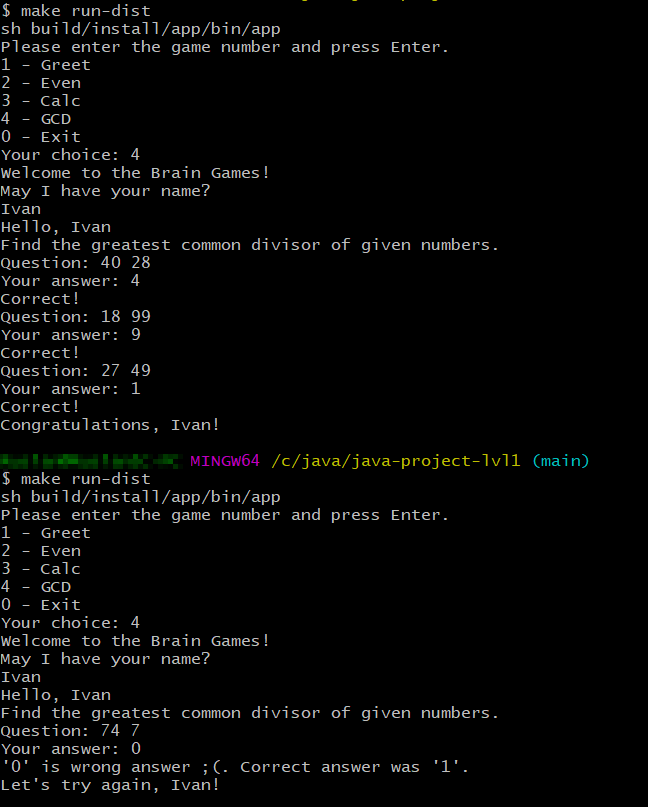 $ make run-dist
sh build/install/app/bin/app
Please enter the game number and press Enter.
1 - Greet
2 - Even
3 - Calc
4 - GCD
0 - Exit
Your choice: 4
Welcome to the Brain Games!
May I have your name?
Ivan
Hello, Ivan
Find the greatest common divisor of given numbers.
Question: 40 28
Your answer: 4
Correct!
Question: 18 99
Your answer: 9
Correct!
Question: 27 49
Your answer: 1
Correct!
Congratulations, Ivan!
MINGW64 /c/java/java-project-lvl1 (main)
$ make run-dist
sh build/install/app/bin/app
Please enter the game number and press Enter.
1 - Greet
2 - Even
3 - Calc
4 - GCD
0 - Exit
Your choice: 4
Welcome to the Brain Games!
May I have your name?
Ivan
Hello, Ivan
Find the greatest common divisor of given numbers.
Question: 74 7
Your answer: 0
'0' is wrong answer ;(. Correct answer was '1'.
Let's try again, Ivan!